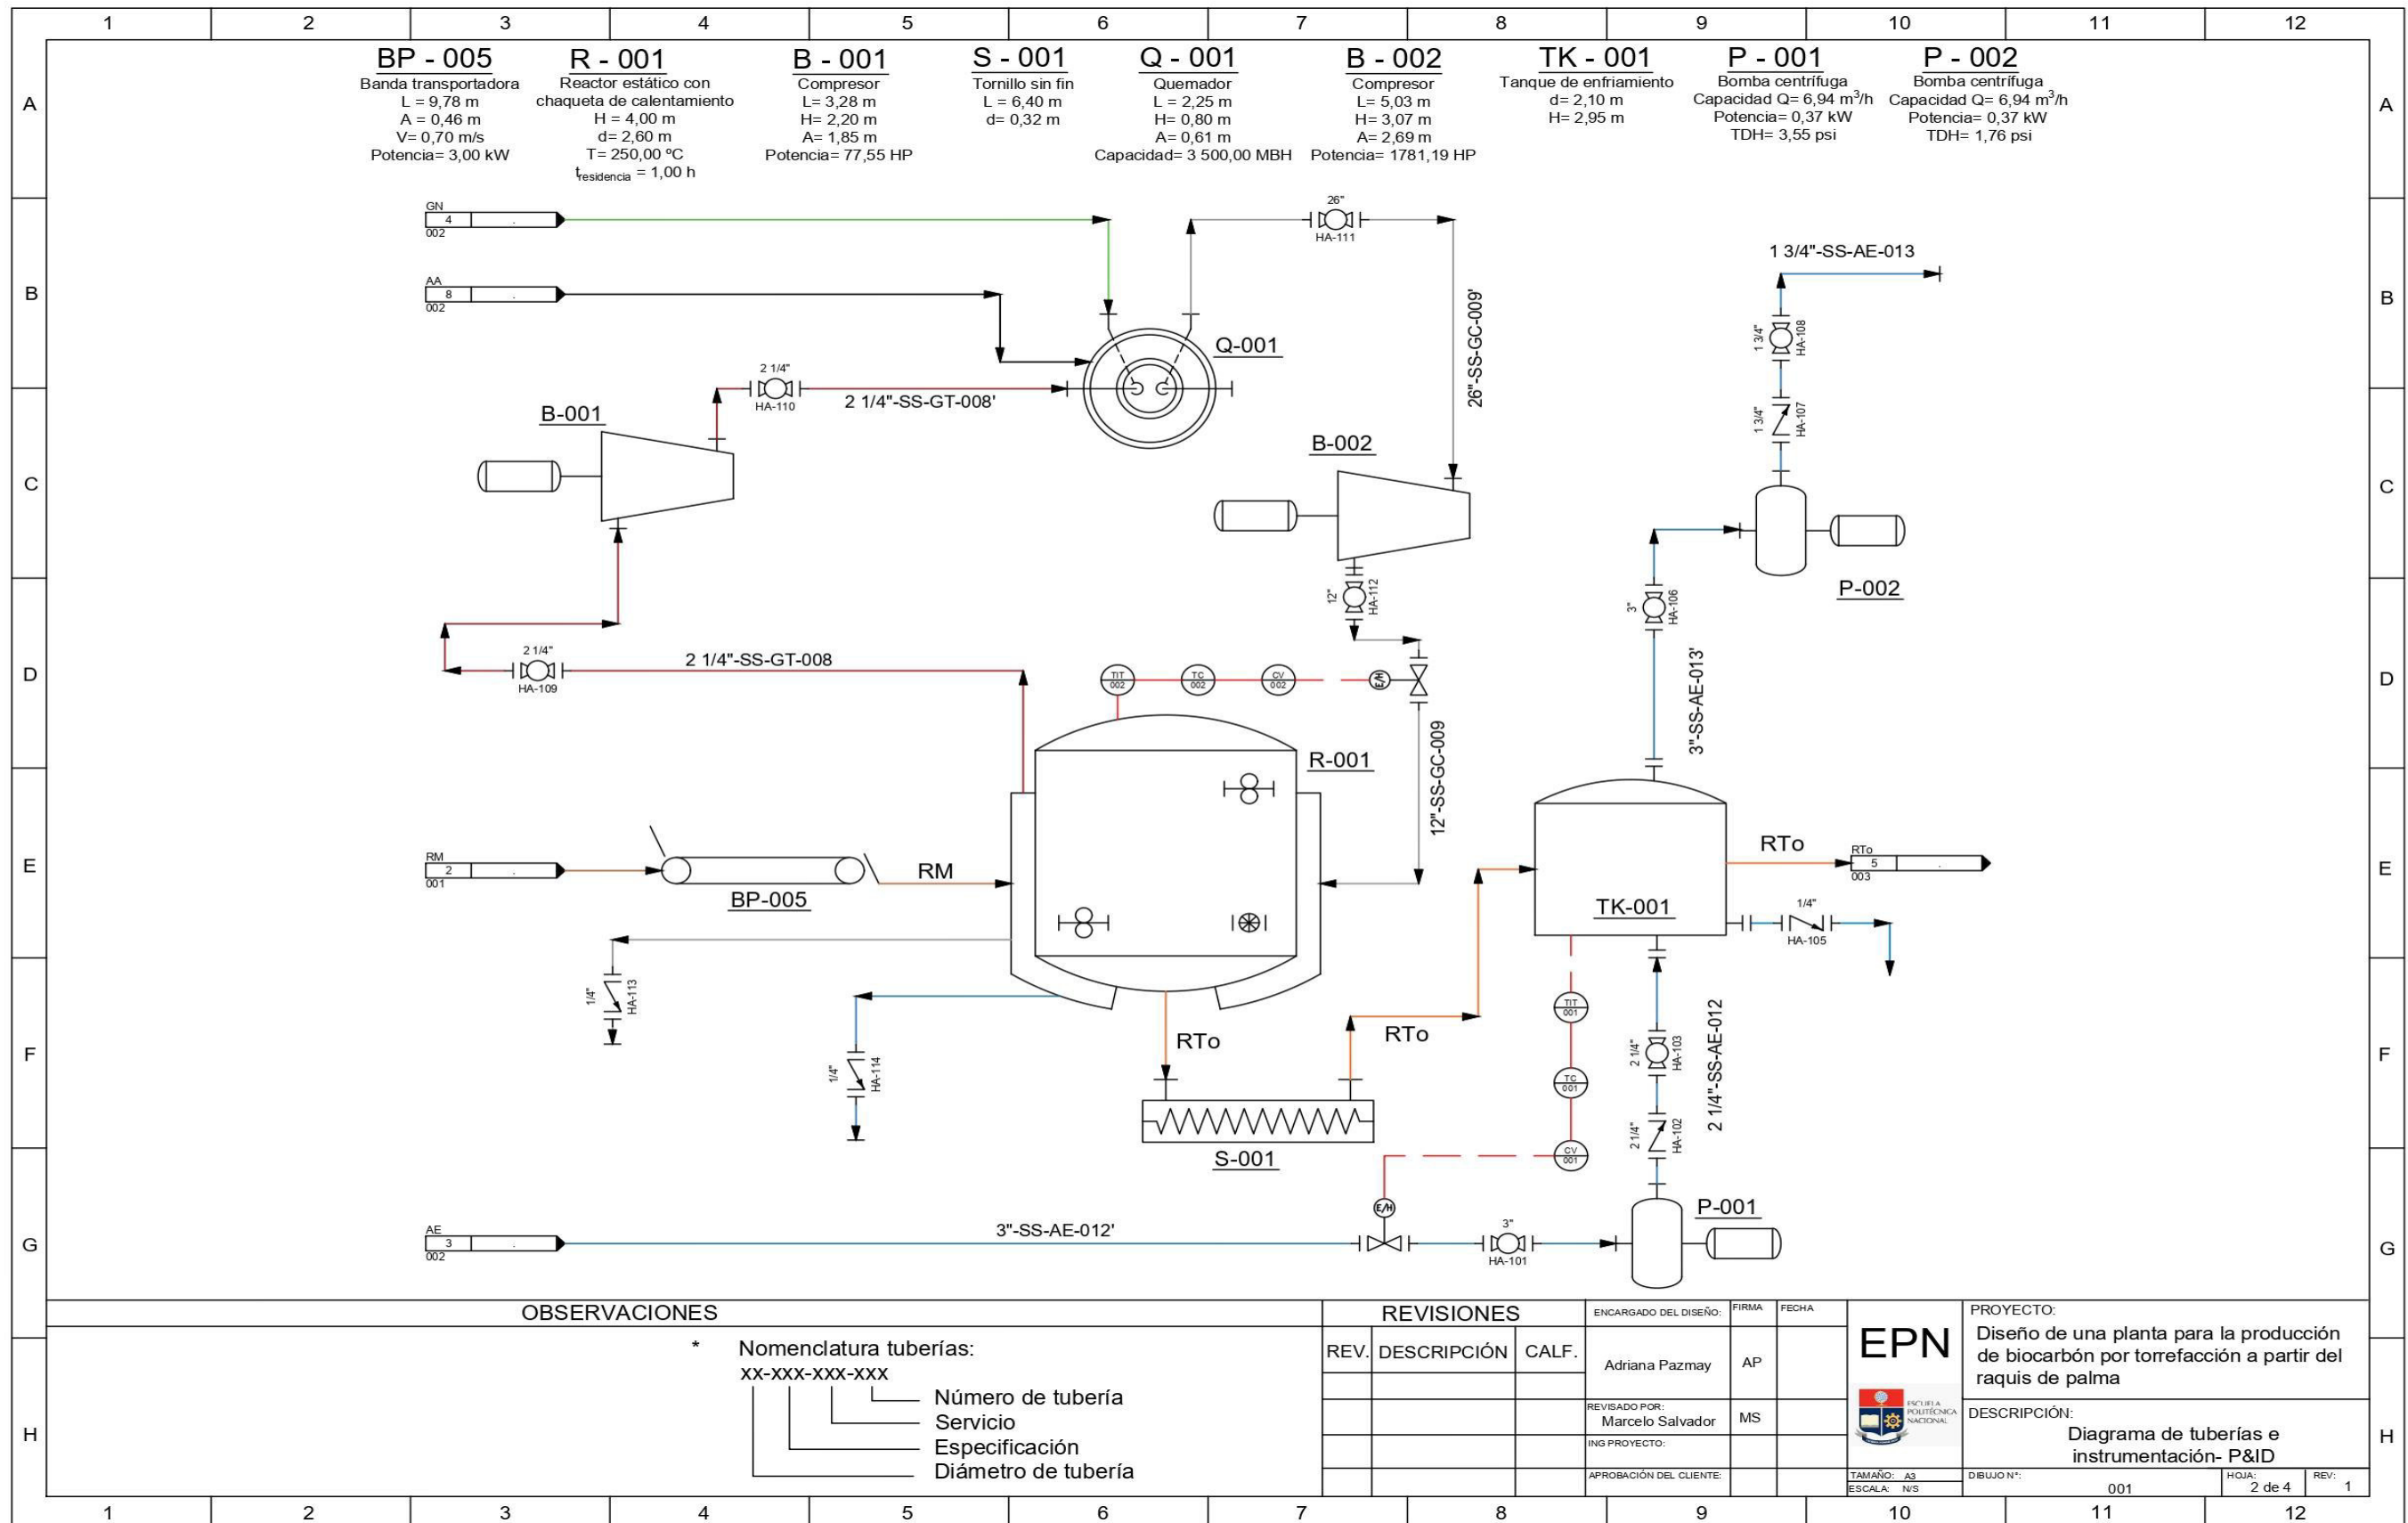 1 2 3 4 5 6 7 8 9 10 11 12
BP - 005
Banda transportadora
L = 9,78 m
A = 0,46 m
V= 0,70 m/s
Potencia= 3,00 kW
R - 001
Reactor estático con
chaqueta de calentamiento
H = 4,00 m
d= 2,60 m
T= 250,00 ºC
tresidencia = 1,00 h
B - 001
Compresor
L= 3,28 m
H= 2,20 m
A= 1,85 m
Potencia= 77,55 HP
S - 001
Tornillo sin fin
L = 6,40 m
d= 0,32 m
Q - 001
Quemador
L = 2,25 m
H= 0,80 m
A= 0,61 m
Capacidad= 3 500,00 MBH
B - 002
Compresor
L= 5,03 m
H= 3,07 m
A= 2,69 m
Potencia= 1781,19 HP
TK - 001
Tanque de enfriamiento
d= 2,10 m
H= 2,95 m
P - 001
Bomba centrífuga
Capacidad Q= 6,94 m³/h
Potencia= 0,37 kW
TDH= 3,55 psi
P - 002
Bomba centrífuga
Capacidad Q= 6,94 m³/h
Potencia= 0,37 kW
TDH= 1,76 psi
A A
B B
C C
D D
E E
F F
G G
H H
GN
4 .
002
26"
HA-111
1 3/4"-SS-AE-013
AA
8 .
002
26"-SS-GC-009'
1 3/4"
HA-108
Q-001
2 1/4"
HA-110
2 1/4"-SS-GT-008'
B-001
1 3/4"
HA-107
B-002
P-002
12"
HA-112
3"
HA-106
2 1/4"
HA-109
2 1/4"-SS-GT-008
TIT
002
TC
002
CV
002
E/H
3"-SS-AE-013'
R-001
12"-SS-GC-009
RM
2 .
001
BP-005
RM
TK-001
RTo
RTo
5 .
003
1/4"
HA-105
1/4"
HA-113
1/4"
HA-114
RTo
RTo
TIT
001
TC
001
CV
001
2 1/4"
HA-103
2 1/4"-SS-AE-012
2 1/4"
HA-102
S-001
E/H
AE
3 .
002
3"-SS-AE-012'
3"
HA-101
P-001
OBSERVACIONES
* Nomenclatura tuberías:
xx-xxx-xxx-xxx
Número de tubería
Servicio
Especificación
Diámetro de tubería
REVISIONES
REV. DESCRIPCIÓN CALF.
ENCARGADO DEL DISEÑO: FIRMA FECHA
Adriana Pazmay AP
REVISADO POR:
Marcelo Salvador MS
ING PROYECTO:
APROBACIÓN DEL CLIENTE:
EPN
ESCUELA
POLITÉCNICA
NACIONAL
TAMAÑO: A3
ESCALA: N/S
PROYECTO:
Diseño de una planta para la producción
de biocarbón por torrefacción a partir del
raquis de palma
DESCRIPCIÓN:
Diagrama de tuberías e
instrumentación- P&ID
DIBUJO N°: 001
HOJA: 2 de 4
REV: 1
1 2 3 4 5 6 7 8 9 10 11 12